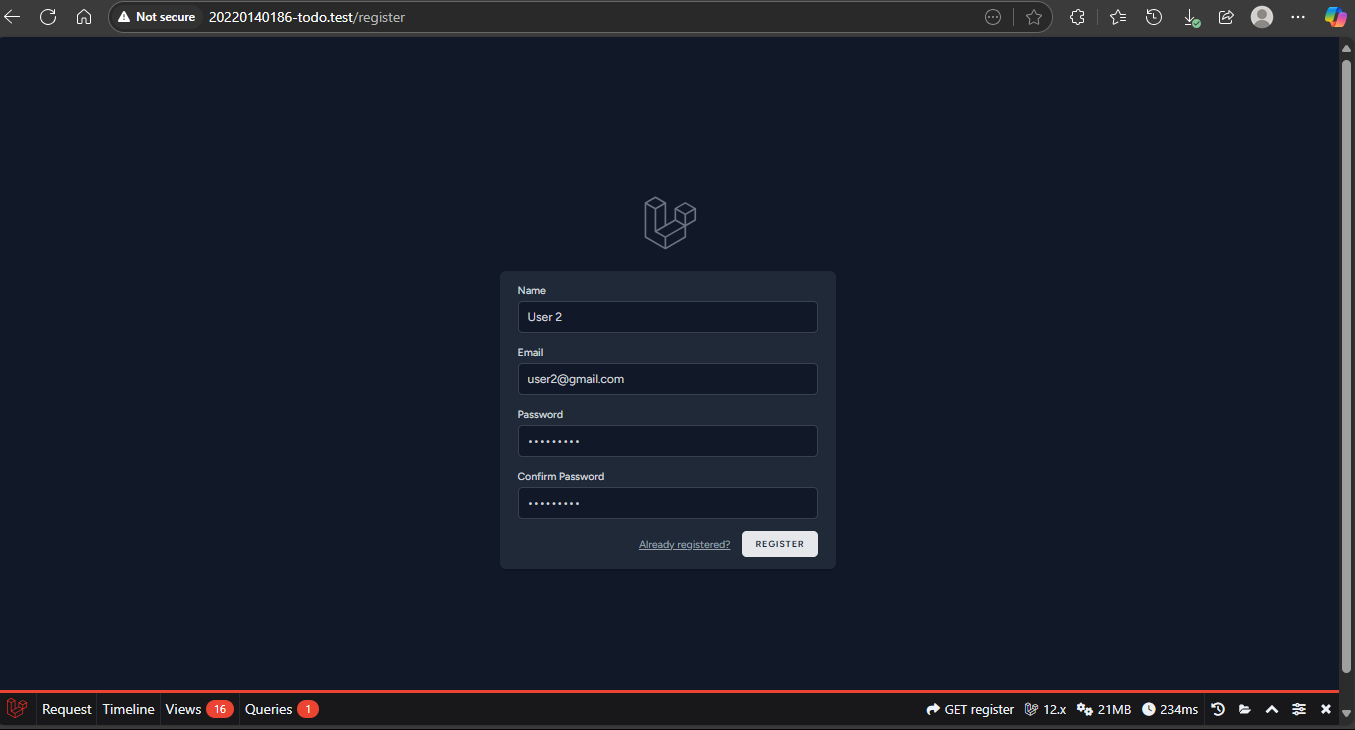 Not secure 20220140186-todo.test/register
Name
User 2
Email
user2@gmail.com
Password
•••••••••
Confirm Password
•••••••••
Already registered? REGISTER
Request Timeline Views 16 Queries 1 GET register 12.x 21MB 234ms